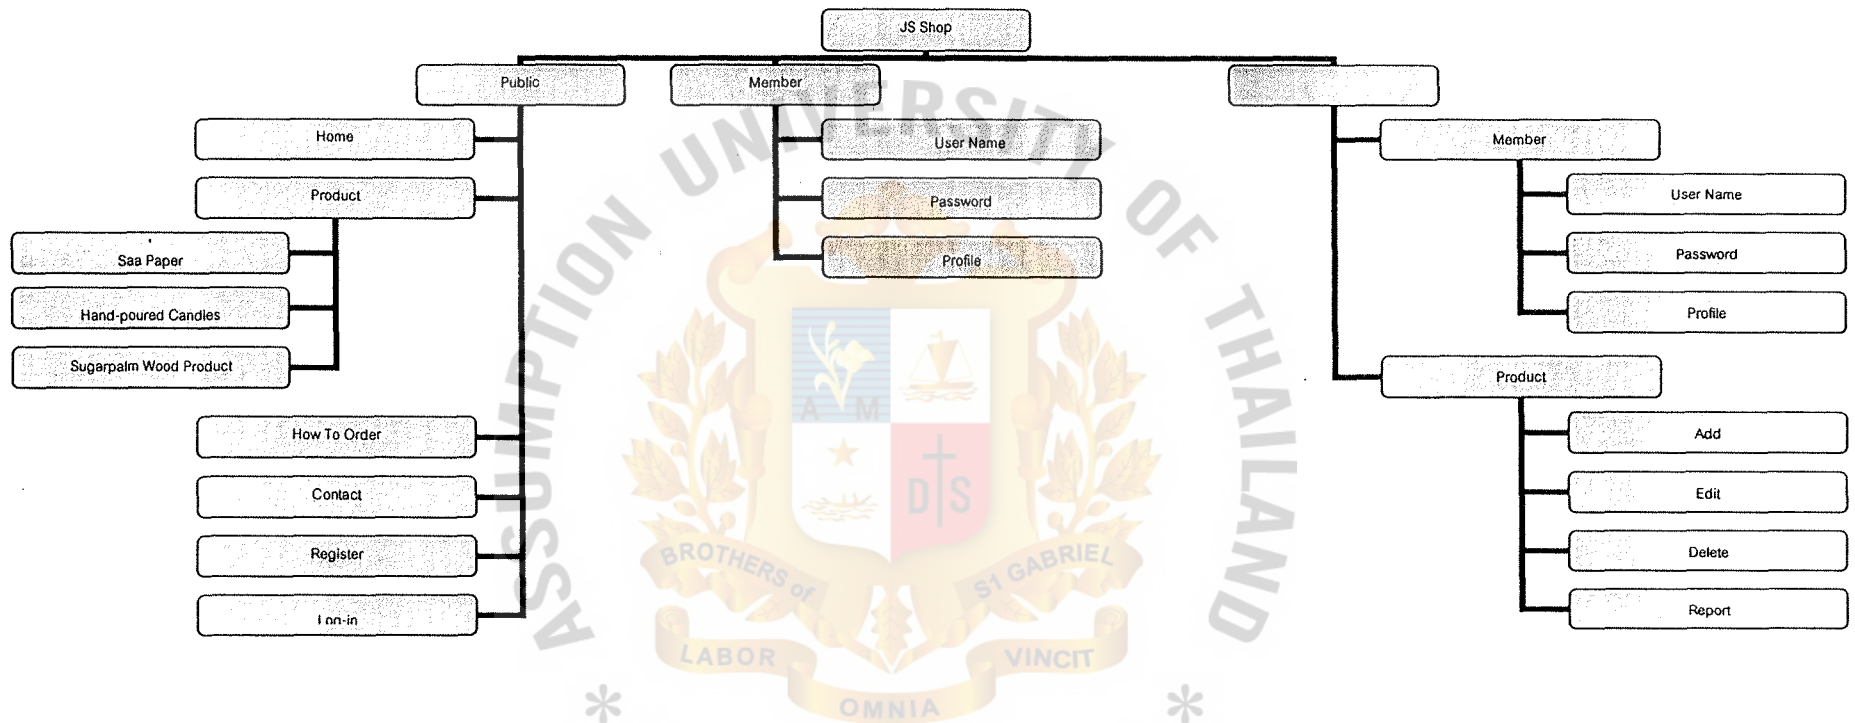 JS Shop
Public
Member
Home
Product
Saa Paper
Hand-poured Candles
Sugarpalm Wood Product
How To Order
Contact
Register
Log-in
User Name
Password
Profile
Member
User Name
Password
Profile
Product
Add
Edit
Delete
Report
ASSUMPTION UNIVERSITY OF THAILAND
A M
D S
BROTHERS of
S1 GABRIEL
LABOR
OMNIA
VINCIT